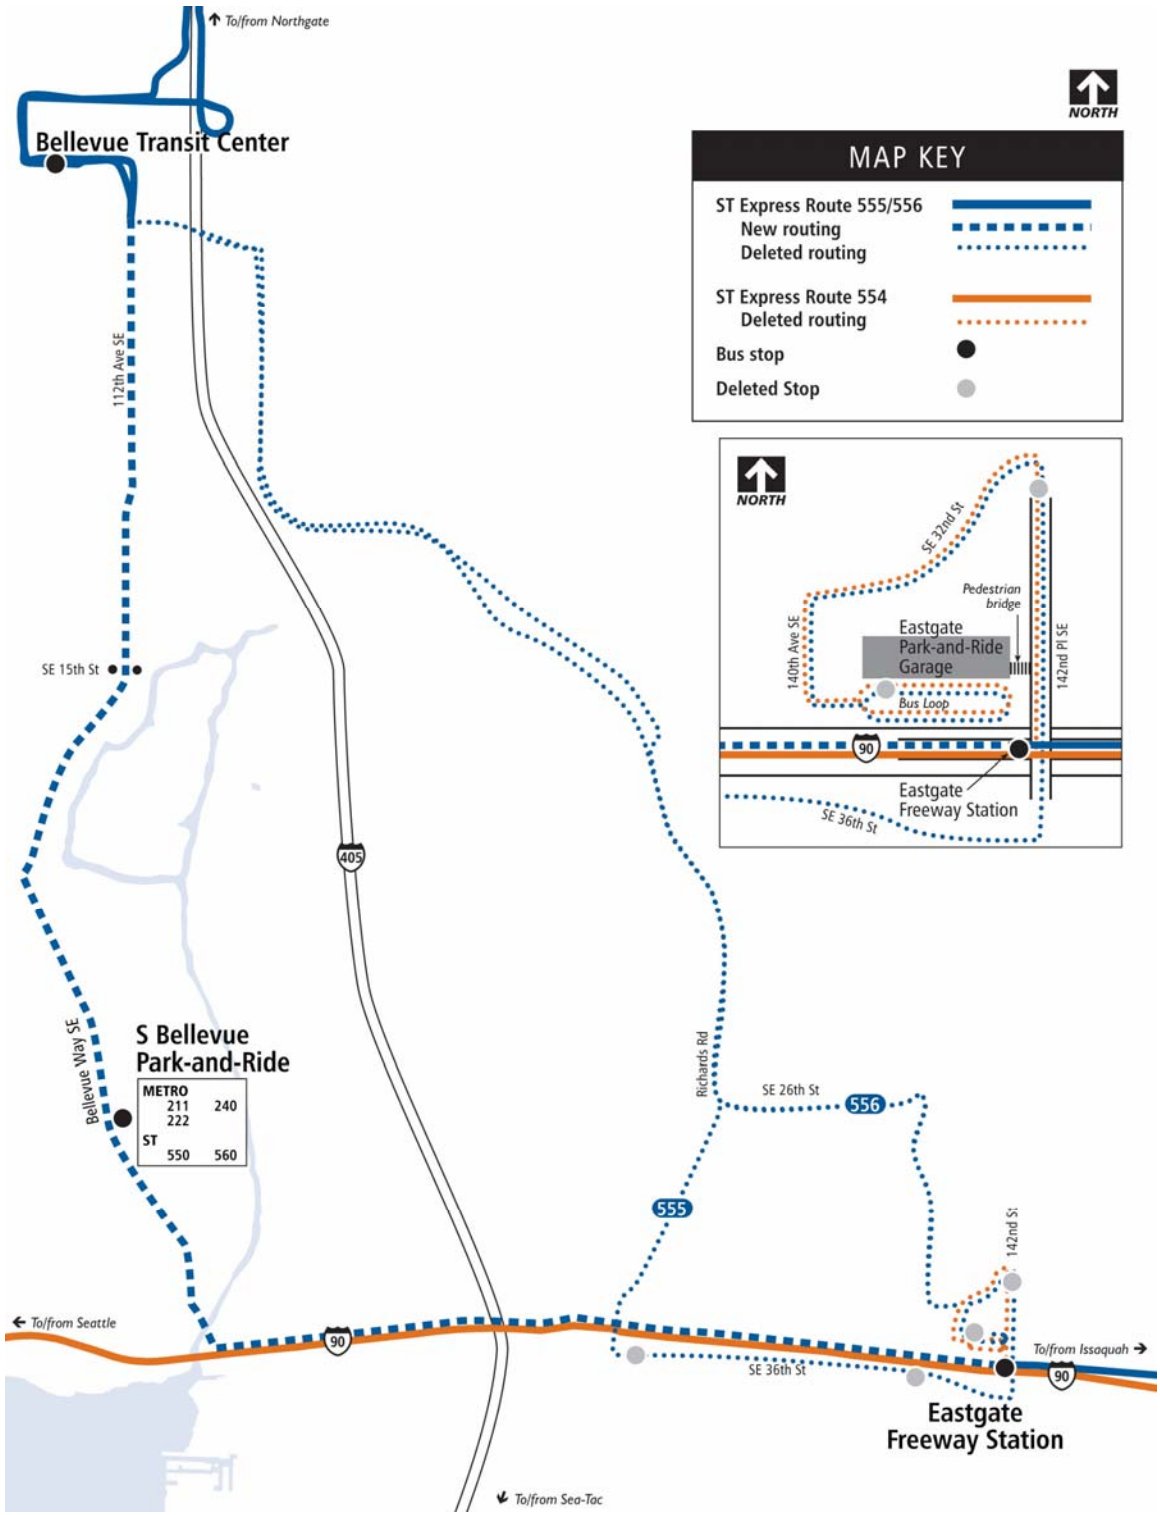 To/from Northgate
NORTH
Bellevue Transit Center
MAP KEY
ST Express Route 555/556
New routing
Deleted routing
ST Express Route 554
Deleted routing
Bus stop
Deleted Stop
112th Ave SE
NORTH
SE 32nd St
Pedestrian
bridge
Eastgate
Park-and-Ride
Garage
140th Ave SE
142nd Pl SE
Bus Loop
90
Eastgate
Freeway Station
SE 36th St
SE 15th St
405
Bellevue Way SE
S Bellevue
Park-and-Ride
METRO
211 240
222
ST
550 560
Richards Rd
SE 26th St
556
555
142nd St
To/from Seattle
90
To/from Issaquah
SE 36th St
90
Eastgate
Freeway Station
To/from Sea-Tac